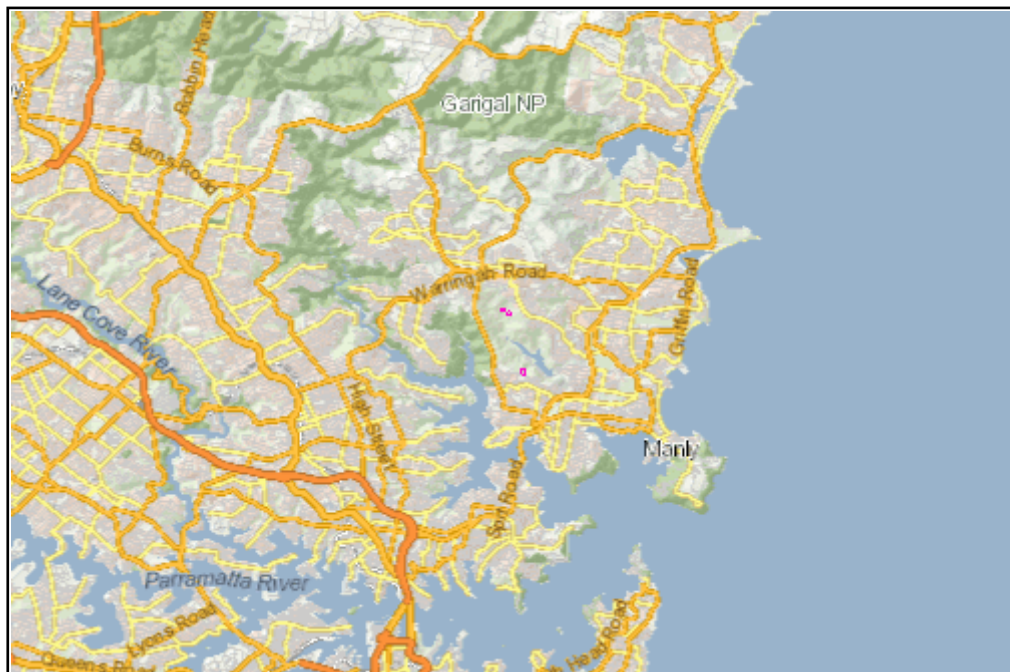 Bobbin Head
Garigal NP
Burns Road
Warringah Road
Lane Cove River
Griffin Road
High Street
Manly
Spit Road
Parramatta River
Lyons Road
Head Road
Queens Road